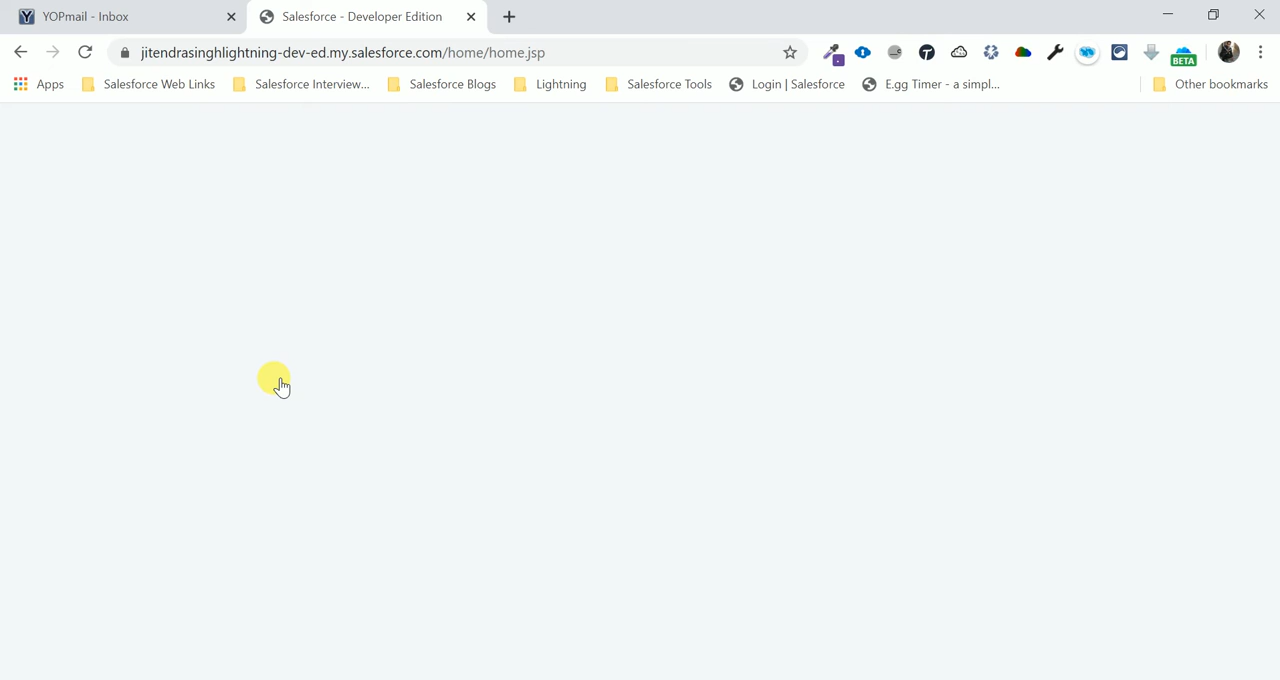 YOPmail - Inbox
Salesforce - Developer Edition
jitendrasinghlightning-dev-ed.my.salesforce.com/home/home.jsp
BETA
Apps
Salesforce Web Links
Salesforce Interview...
Salesforce Blogs
Lightning
Salesforce Tools
Login | Salesforce
E.gg Timer - a simpl...
Other bookmarks